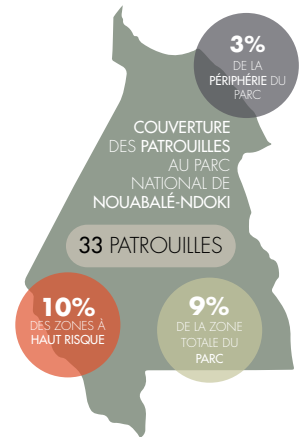 3%
DE LA
PÉRIPHÉRIE DU
PARC
COUVERTURE
DES PATROUILLES
AU PARC
NATIONAL DE
NOUABALÉ-NDOKI
33 PATROUILLES
10%
DES ZONES À
HAUT RISQUE
9%
DE LA ZONE
TOTALE DU
PARC